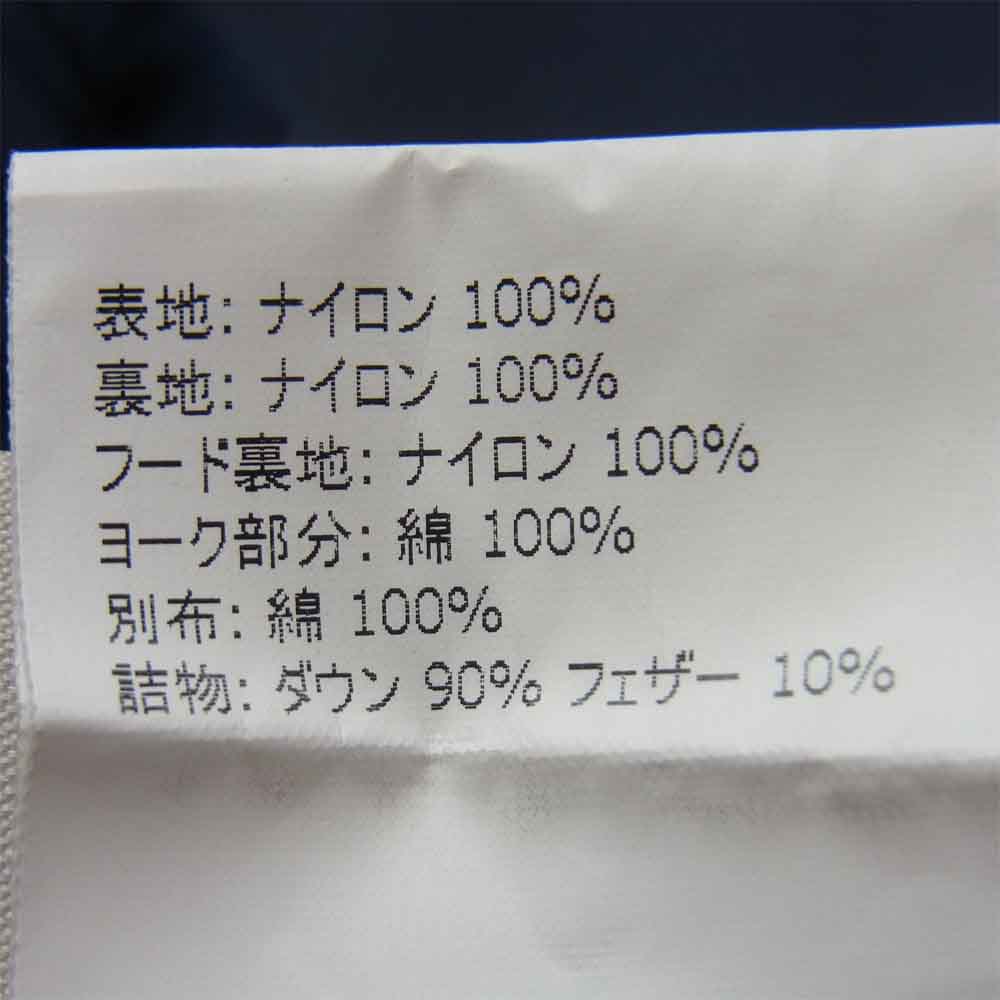 表地: ナイロン 100%
裏地: ナイロン 100%
フード裏地: ナイロン 100%
ヨーク部分: 綿 100%
別布: 綿 100%
詰物: ダウン 90% フェザー 10%